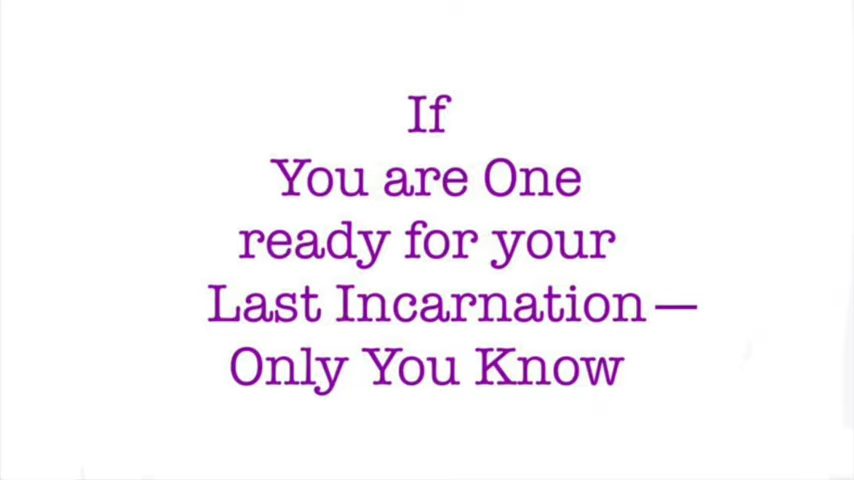 If
You are One
ready for your
Last Incarnation —
Only You Know